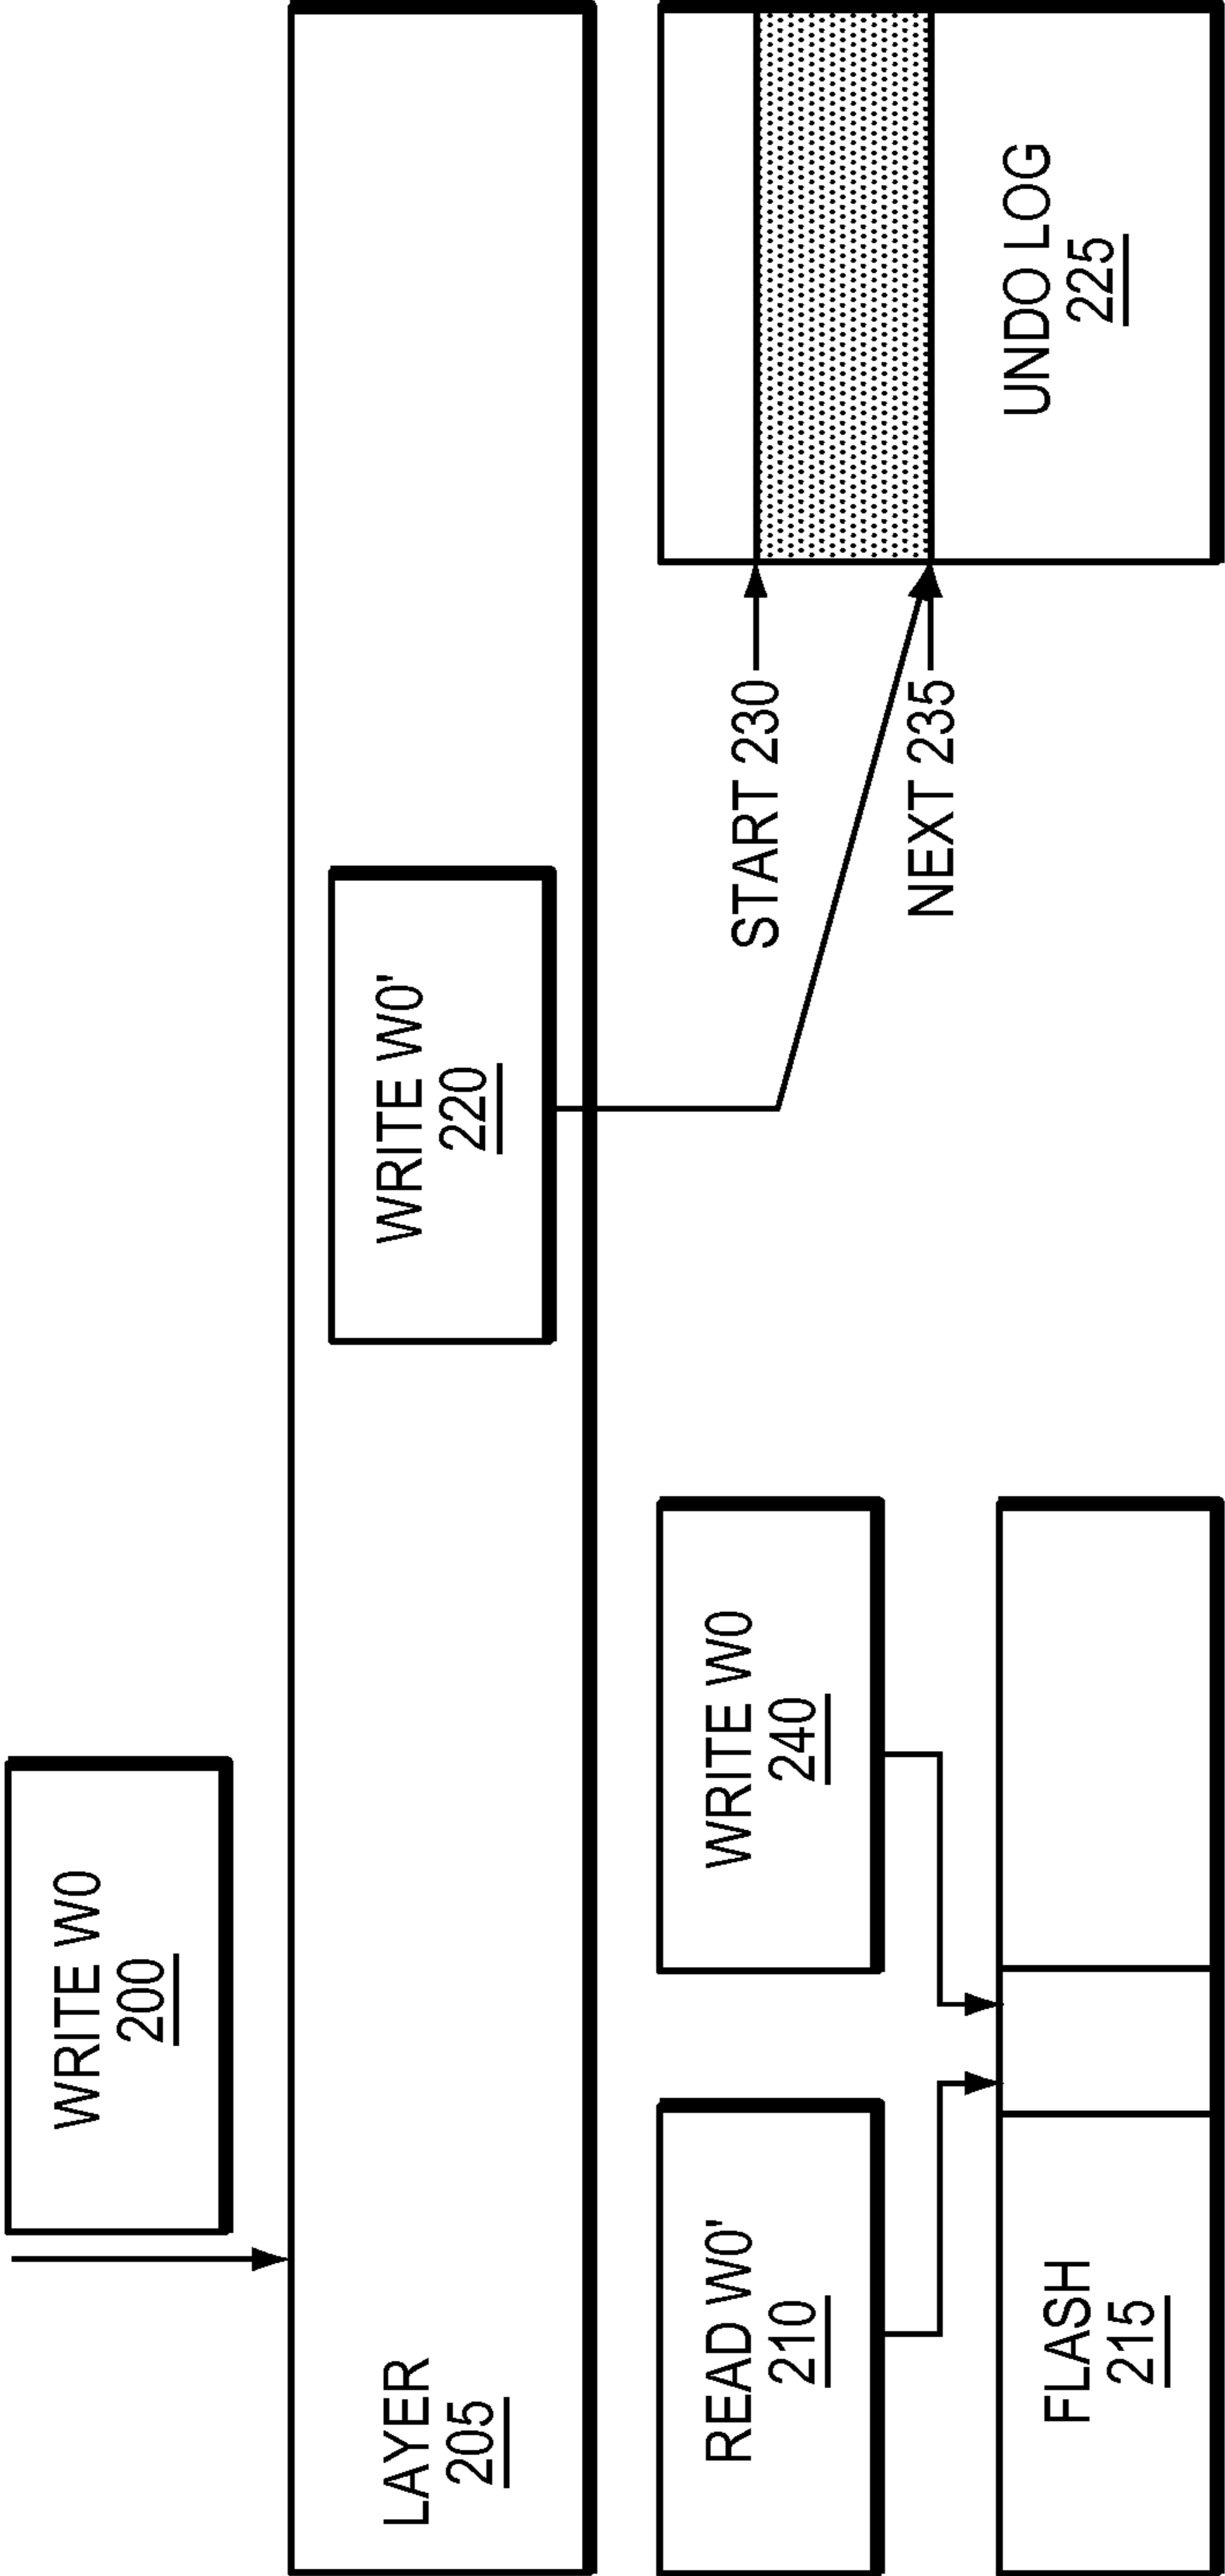 WRITE W0
200
LAYER
205
WRITE W0'
220
READ W0'
210
WRITE W0
240
START 230
NEXT 235
FLASH
215
UNDO LOG
225